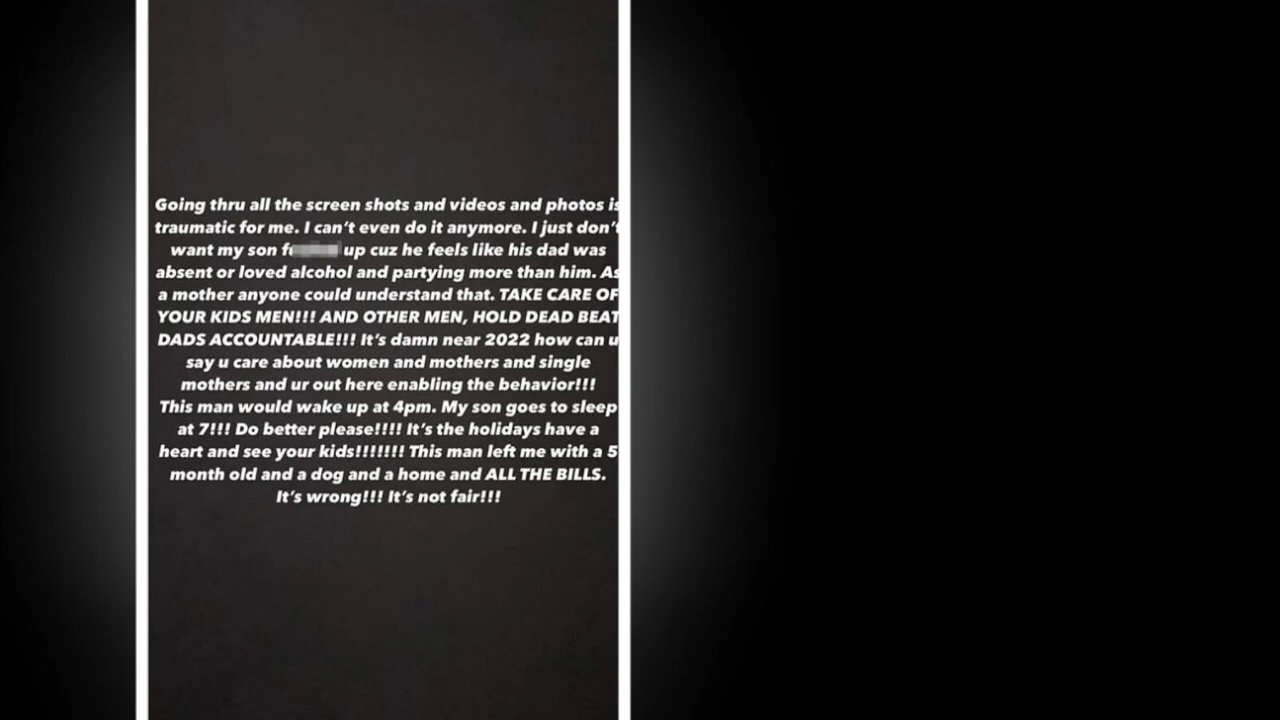 Going thru all the screen shots and videos and photos is
traumatic for me. I can't even do it anymore. I just don't
want my son up cuz he feels like his dad was
absent or loved alcohol and partying more than him. As
a mother anyone could understand that. TAKE CARE OF
YOUR KIDS MEN!!! AND OTHER MEN, HOLD DEAD BEAT
DADS ACCOUNTABLE!!! It's damn near 2022 how can u
say u care about women and mothers and single
mothers and ur out here enabling the behavior!!!
This man would wake up at 4pm. My son goes to sleep
at 7!!! Do better please!!!! It's the holidays have a
heart and see your kids!!!!!!! This man left me with a 5
month old and a dog and a home and ALL THE BILLS.
It's wrong!!! It's not fair!!!